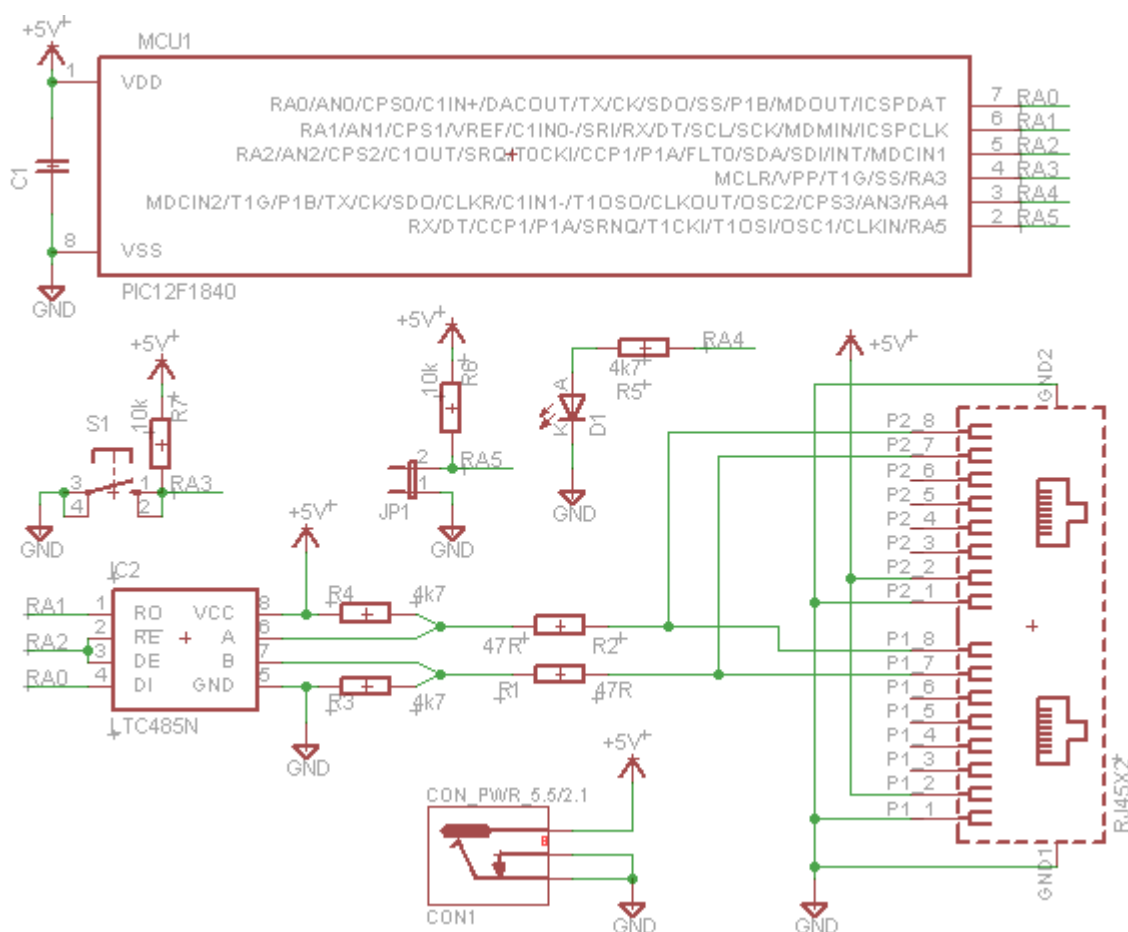 +5V
MCU1
1
VDD
RA0/AN0/CPS0/C1IN+/DACOUT/TX/CK/SDO/SS/P1B/MDOUT/ICSPDAT
7
RA0
RA1/AN1/CPS1/VREF/C1IN0-/SRI/RX/DT/SCL/SCK/MDMIN/ICSPCLK
6
RA1
RA2/AN2/CPS2/C1OUT/SRQ/T0CKI/CCP1/P1A/FLT0/SDA/SDI/INT/MDCIN1
5
RA2
MCLR/VPP/T1G/SS/RA3
4
RA3
MDCIN2/T1G/P1B/TX/CK/SDO/CLKR/C1IN1-/T1OSO/CLKOUT/OSC2/CPS3/AN3/RA4
3
RA4
RX/DT/CCP1/P1A/SRNQ/T1CKI/T1OSI/OSC1/CLKIN/RA5
2
RA5
C1
8
VSS
GND
PIC12F1840
+5V
S1
10k
R7
3
4
1
2
RA3
GND
+5V
10k
R6
2
1
RA5
JP1
GND
RA4
4k7
R5
A
K
D1
GND
+5V
GND2
P2_8
P2_7
P2_6
P2_5
P2_4
P2_3
P2_2
P2_1
P1_8
P1_7
P1_6
P1_5
P1_4
P1_3
P1_2
P1_1
RJ45X2
GND1
GND
+5V
IC2
RA1
1
RO
VCC
8
RA2
2
RE
A
6
3
DE
B
7
RA0
4
DI
GND
5
LTC485N
R4
4k7
R3
4k7
GND
47R
R2
R1
47R
+5V
CON_PWR_5.5/2.1
B
CON1
GND